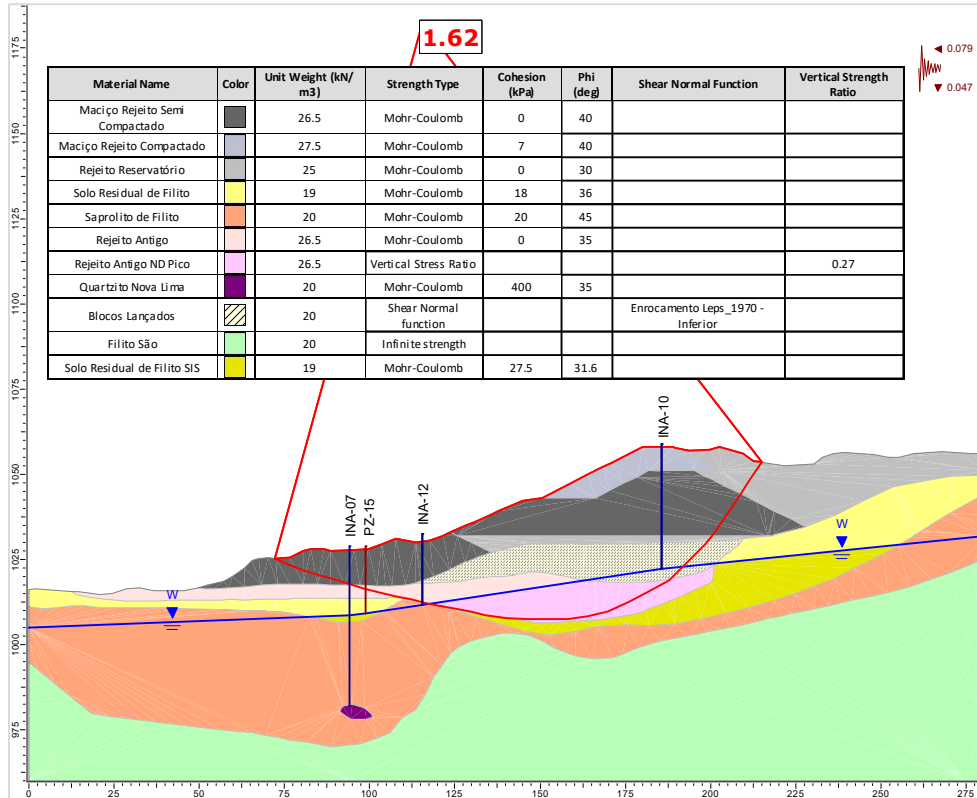 1.62
0.079
0.047
Material Name Color Unit Weight (kN/ m3) Strength Type Cohesion (kPa) Phi (deg) Shear Normal Function Vertical Strength Ratio
Maciço Rejeito Semi Compactado 26.5 Mohr-Coulomb 0 40
Maciço Rejeito Compactado 27.5 Mohr-Coulomb 7 40
Rejeito Reservatório 25 Mohr-Coulomb 0 30
Solo Residual de Filito 19 Mohr-Coulomb 18 36
Saprolito de Filito 20 Mohr-Coulomb 20 45
Rejeito Antigo 26.5 Mohr-Coulomb 0 35
Rejeito Antigo ND Pico 26.5 Vertical Stress Ratio 0.27
Quartzito Nova Lima 20 Mohr-Coulomb 400 35
Blocos Lançados 20 Shear Normal function Enrocamento Leps_1970 - Inferior
Filito São 20 Infinite strength
Solo Residual de Filito SIS 19 Mohr-Coulomb 27.5 31.6
1175
1150
1125
1100
1075
1050
1025
1000
975
INA-07
PZ-15
INA-12
INA-10
W
W
0 25 50 75 100 125 150 175 200 225 250 275